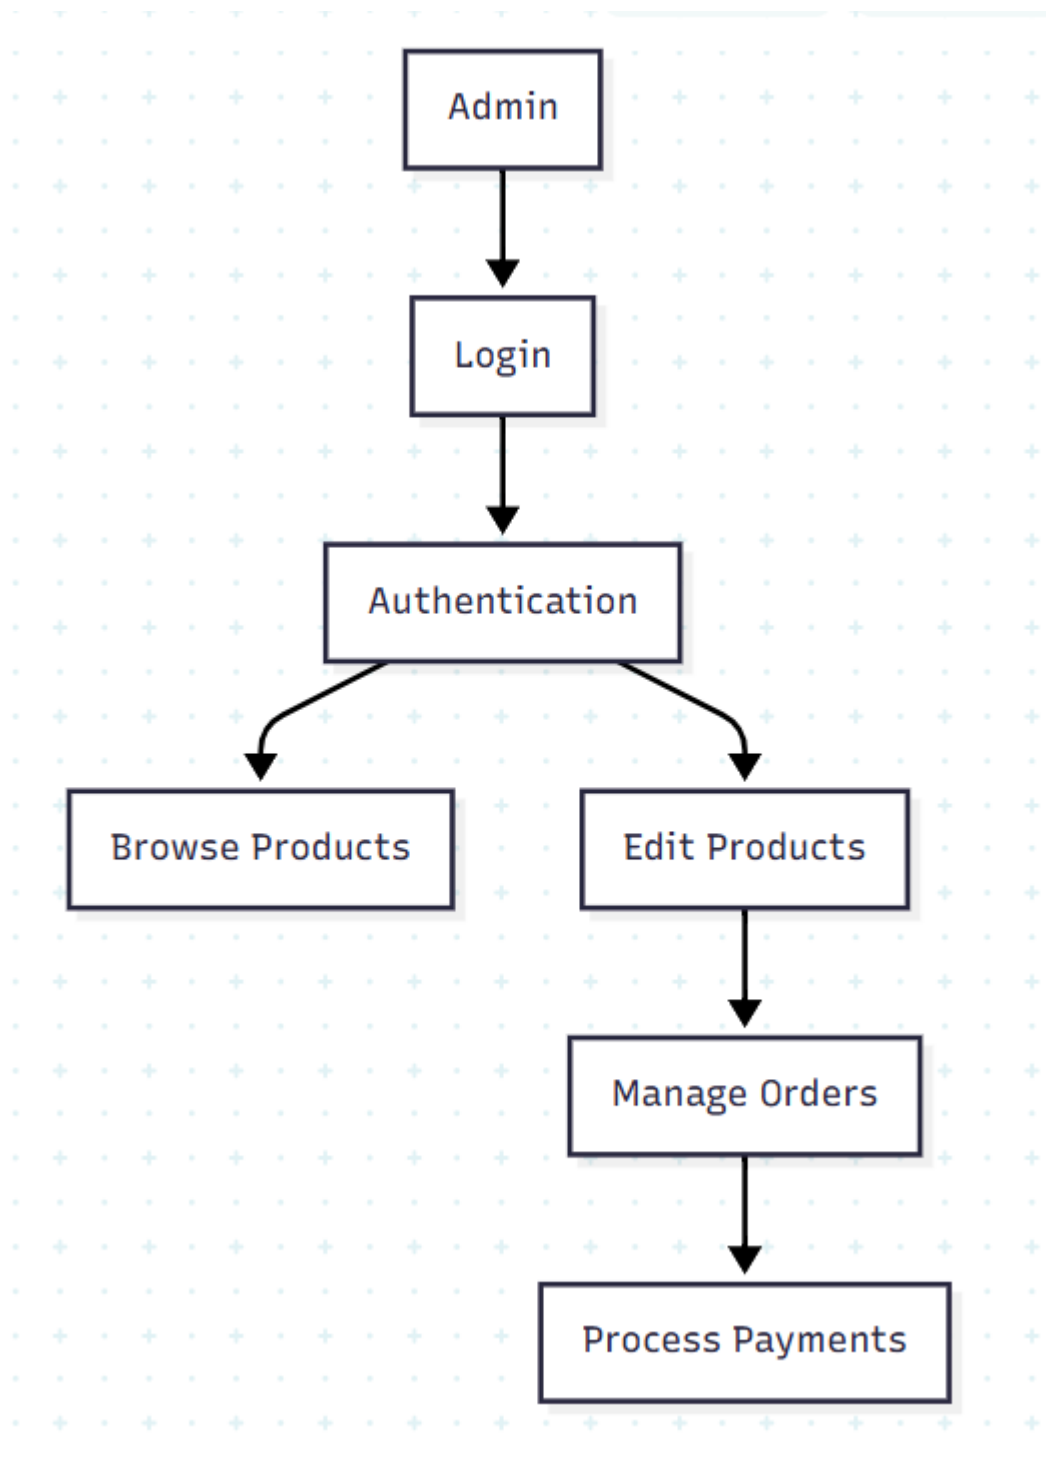 Admin
Login
Authentication
Browse Products
Edit Products
Manage Orders
Process Payments